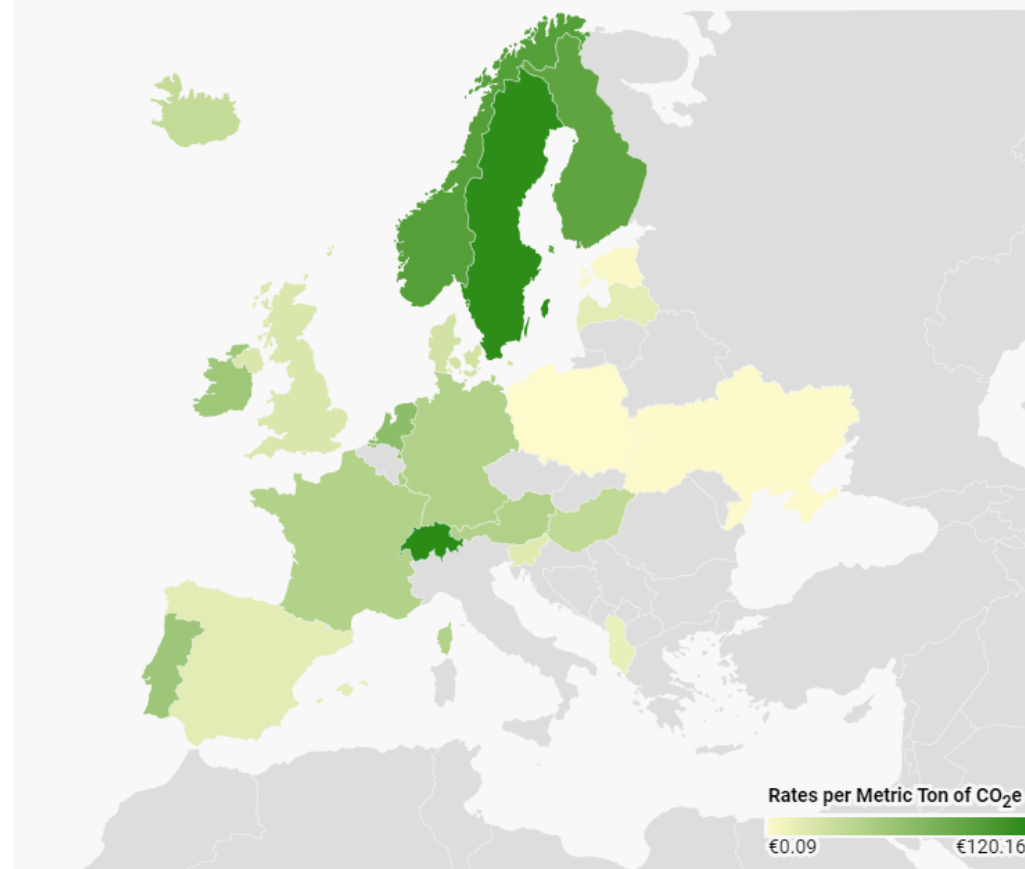 Rates per Metric Ton of CO₂e
€0.09 €120.16